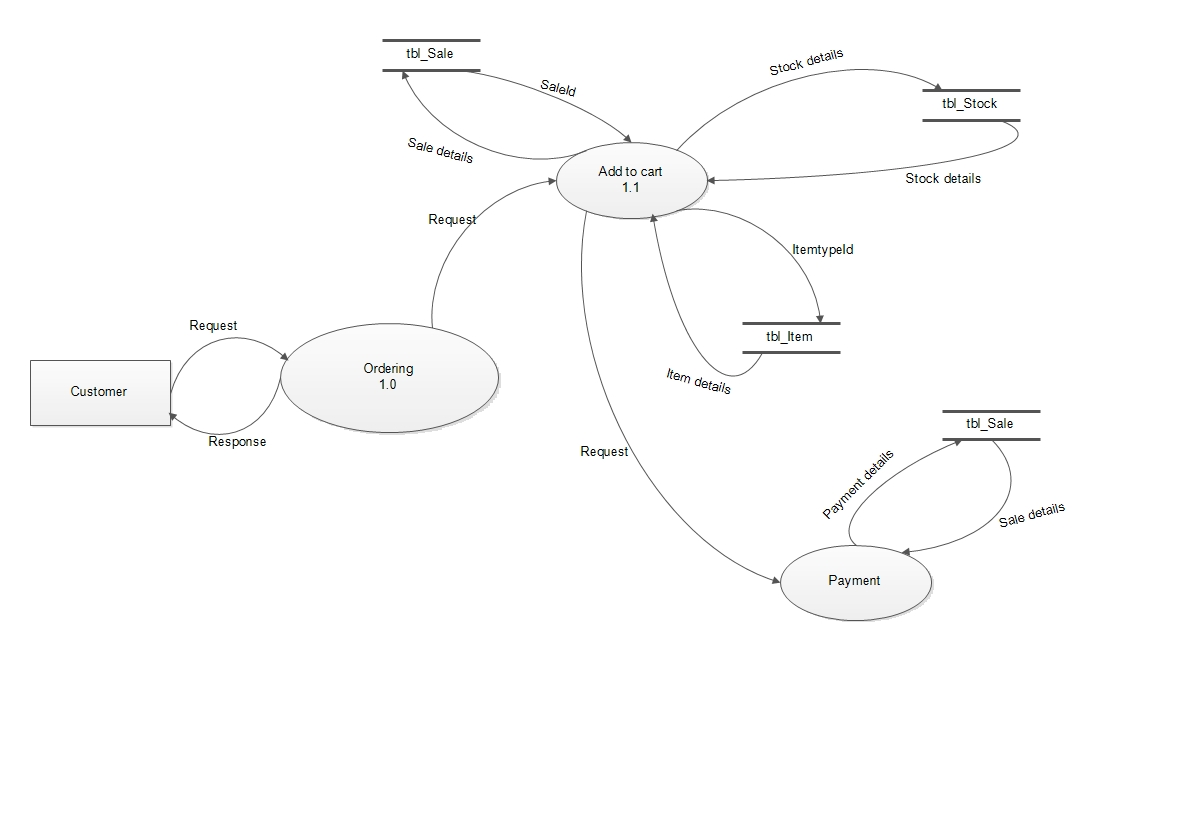 tbl_Sale
SaleId
Sale details
Stock details
tbl_Stock
Stock details
Add to cart
1.1
Request
ItemtypeId
tbl_Item
Item details
Request
Ordering
1.0
Customer
Response
Request
tbl_Sale
Payment details
Sale details
Payment